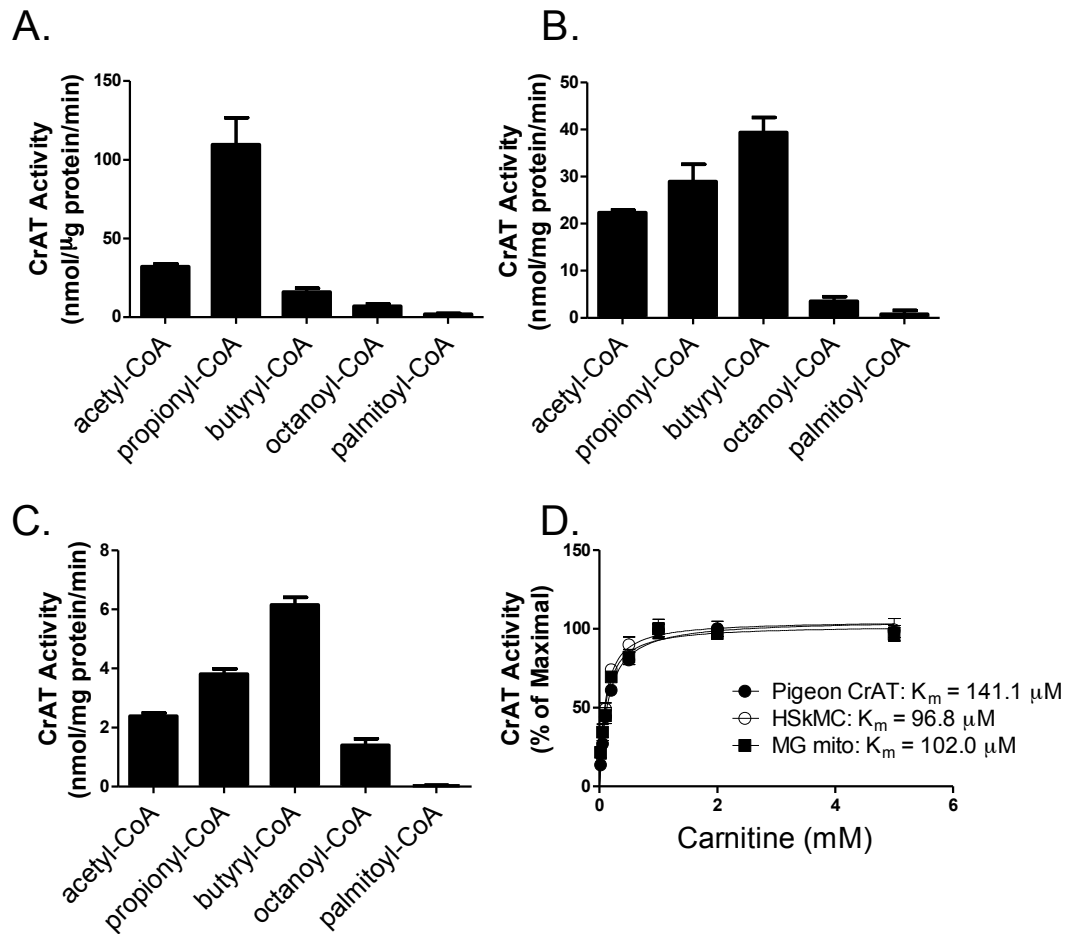 A.
CrAT Activity
(nmol/µg protein/min)
150
100
50
0
acetyl-CoA
propionyl-CoA
butyryl-CoA
octanoyl-CoA
palmitoyl-CoA
B.
CrAT Activity
(nmol/mg protein/min)
50
40
30
20
10
0
acetyl-CoA
propionyl-CoA
butyryl-CoA
octanoyl-CoA
palmitoyl-CoA
C.
CrAT Activity
(nmol/mg protein/min)
8
6
4
2
0
acetyl-CoA
propionyl-CoA
butyryl-CoA
octanoyl-CoA
palmitoyl-CoA
D.
CrAT Activity
(% of Maximal)
150
100
50
0
Pigeon CrAT: Km = 141.1 µM
HSkMC: Km = 96.8 µM
MG mito: Km = 102.0 µM
0
2
4
6
Carnitine (mM)